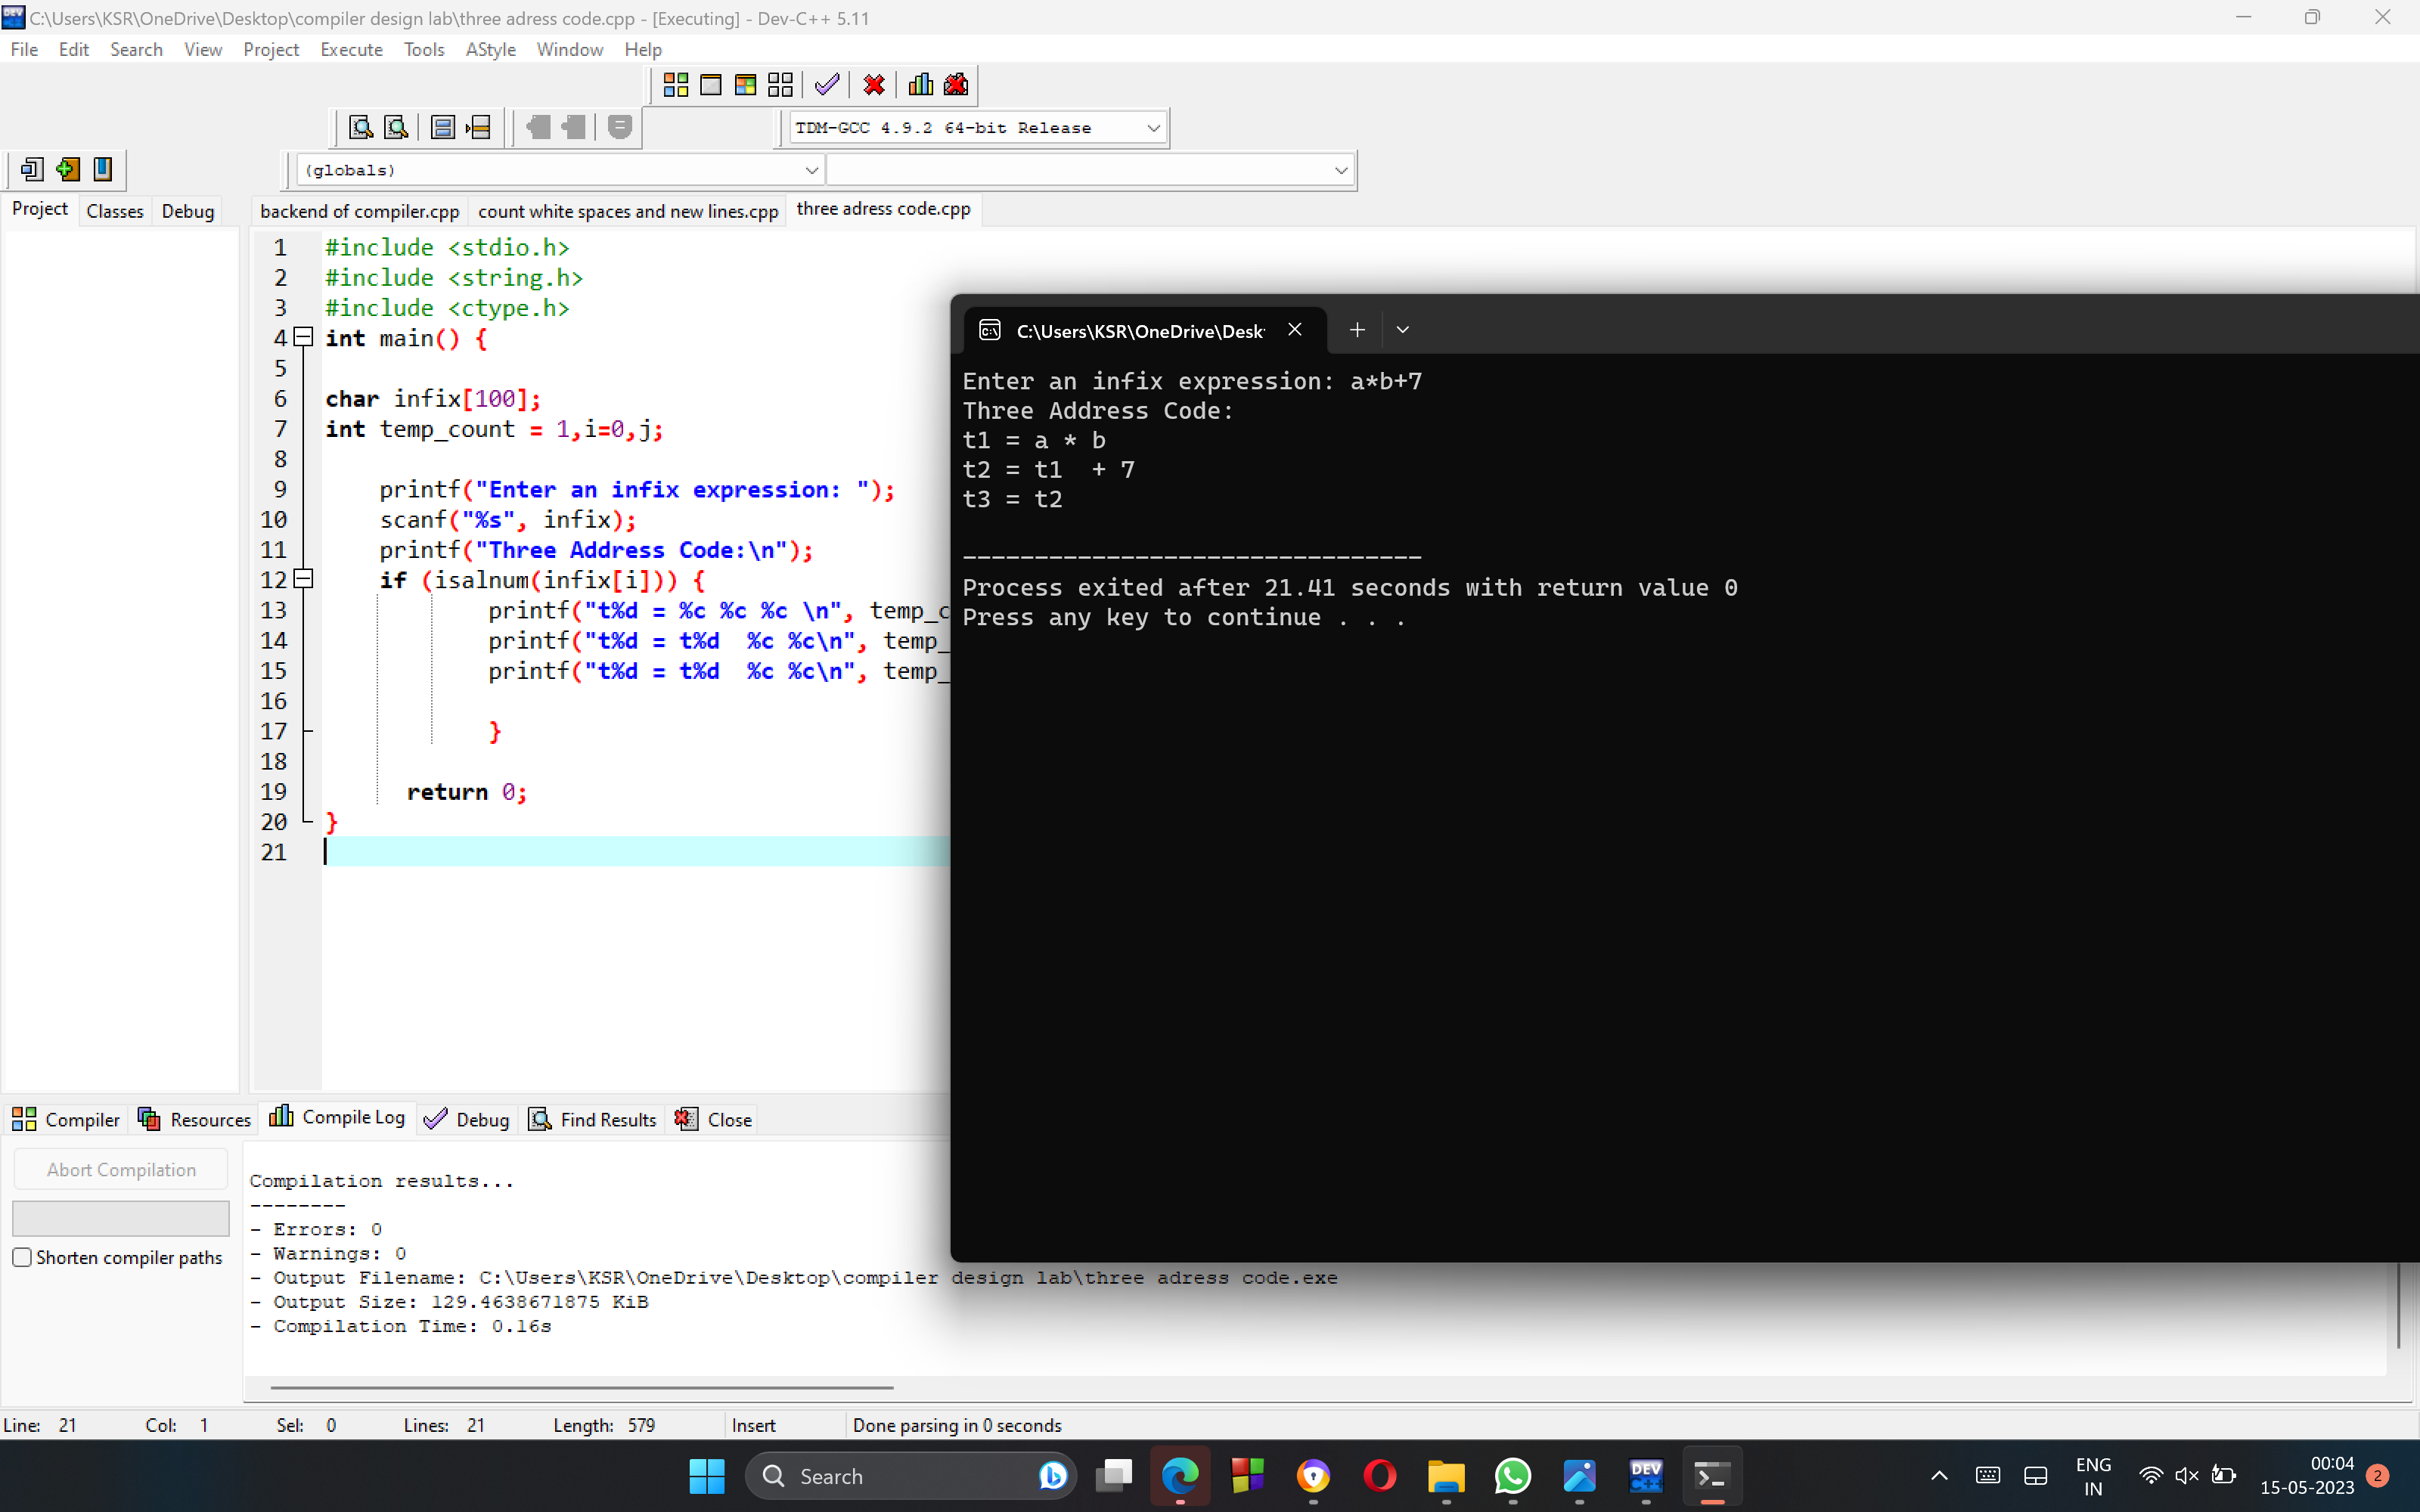 C:\Users\KSR\OneDrive\Desktop\compiler design lab\three adress code.cpp - [Executing] - Dev-C++ 5.11
File Edit Search View Project Execute Tools AStyle Window Help
TDM-GCC 4.9.2 64-bit Release
(globals)
Project Classes Debug
backend of compiler.cpp count white spaces and new lines.cpp three adress code.cpp
1 #include <stdio.h>
2 #include <string.h>
3 #include <ctype.h>
4 int main() {
5
6 char infix[100];
7 int temp_count = 1,i=0,j;
8
9 printf("Enter an infix expression: ");
10 scanf("%s", infix);
11 printf("Three Address Code:\n");
12 if (isalnum(infix[i])) {
13 printf("t%d = %c %c %c \n", temp_c
14 printf("t%d = t%d  %c %c\n", temp_
15 printf("t%d = t%d  %c %c\n", temp_
16
17 }
18
19 return 0;
20 }
21
C:\Users\KSR\OneDrive\Desk
Enter an infix expression: a*b+7
Three Address Code:
t1 = a * b
t2 = t1  + 7
t3 = t2
--------------------------------
Process exited after 21.41 seconds with return value 0
Press any key to continue . . .
Compiler Resources Compile Log Debug Find Results Close
Abort Compilation
Shorten compiler paths
Compilation results...
--------
- Errors: 0
- Warnings: 0
- Output Filename: C:\Users\KSR\OneDrive\Desktop\compiler design lab\three adress code.exe
- Output Size: 129.4638671875 KiB
- Compilation Time: 0.16s
Line: 21 Col: 1 Sel: 0 Lines: 21 Length: 579 Insert Done parsing in 0 seconds
Search
DEV
C++
ENG
IN
00:04
15-05-2023
2